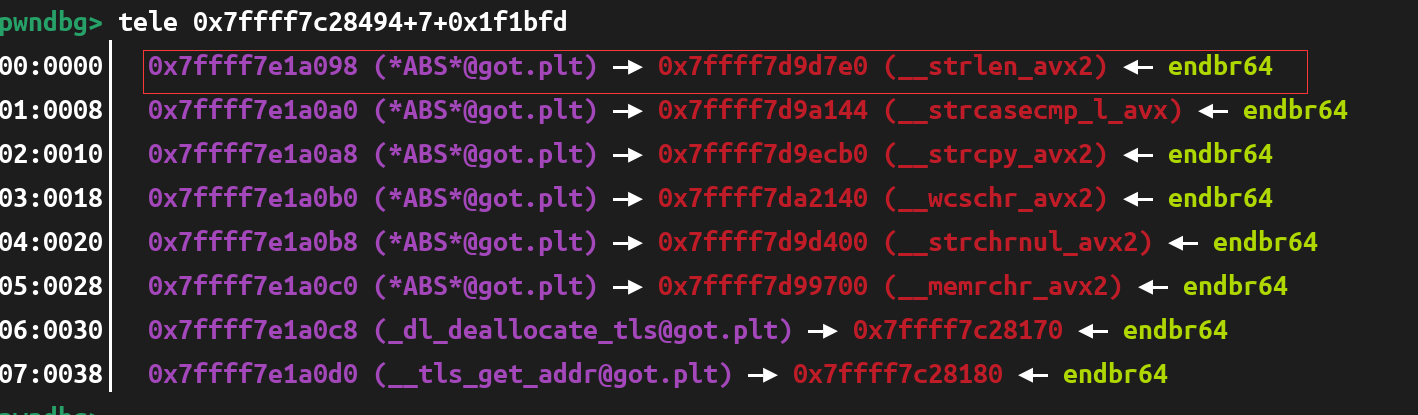 pwndbg> tele 0x7ffff7c28494+7+0x1f1bfd
00:0000│  0x7ffff7e1a098 (*ABS*@got.plt) —▸ 0x7ffff7d9d7e0 (__strlen_avx2) ◂— endbr64
01:0008│  0x7ffff7e1a0a0 (*ABS*@got.plt) —▸ 0x7ffff7d9a144 (__strcasecmp_l_avx) ◂— endbr64
02:0010│  0x7ffff7e1a0a8 (*ABS*@got.plt) —▸ 0x7ffff7d9ecb0 (__strcpy_avx2) ◂— endbr64
03:0018│  0x7ffff7e1a0b0 (*ABS*@got.plt) —▸ 0x7ffff7da2140 (__wcschr_avx2) ◂— endbr64
04:0020│  0x7ffff7e1a0b8 (*ABS*@got.plt) —▸ 0x7ffff7d9d400 (__strchrnul_avx2) ◂— endbr64
05:0028│  0x7ffff7e1a0c0 (*ABS*@got.plt) —▸ 0x7ffff7d99700 (__memrchr_avx2) ◂— endbr64
06:0030│  0x7ffff7e1a0c8 (_dl_deallocate_tls@got.plt) —▸ 0x7ffff7c28170 ◂— endbr64
07:0038│  0x7ffff7e1a0d0 (__tls_get_addr@got.plt) —▸ 0x7ffff7c28180 ◂— endbr64